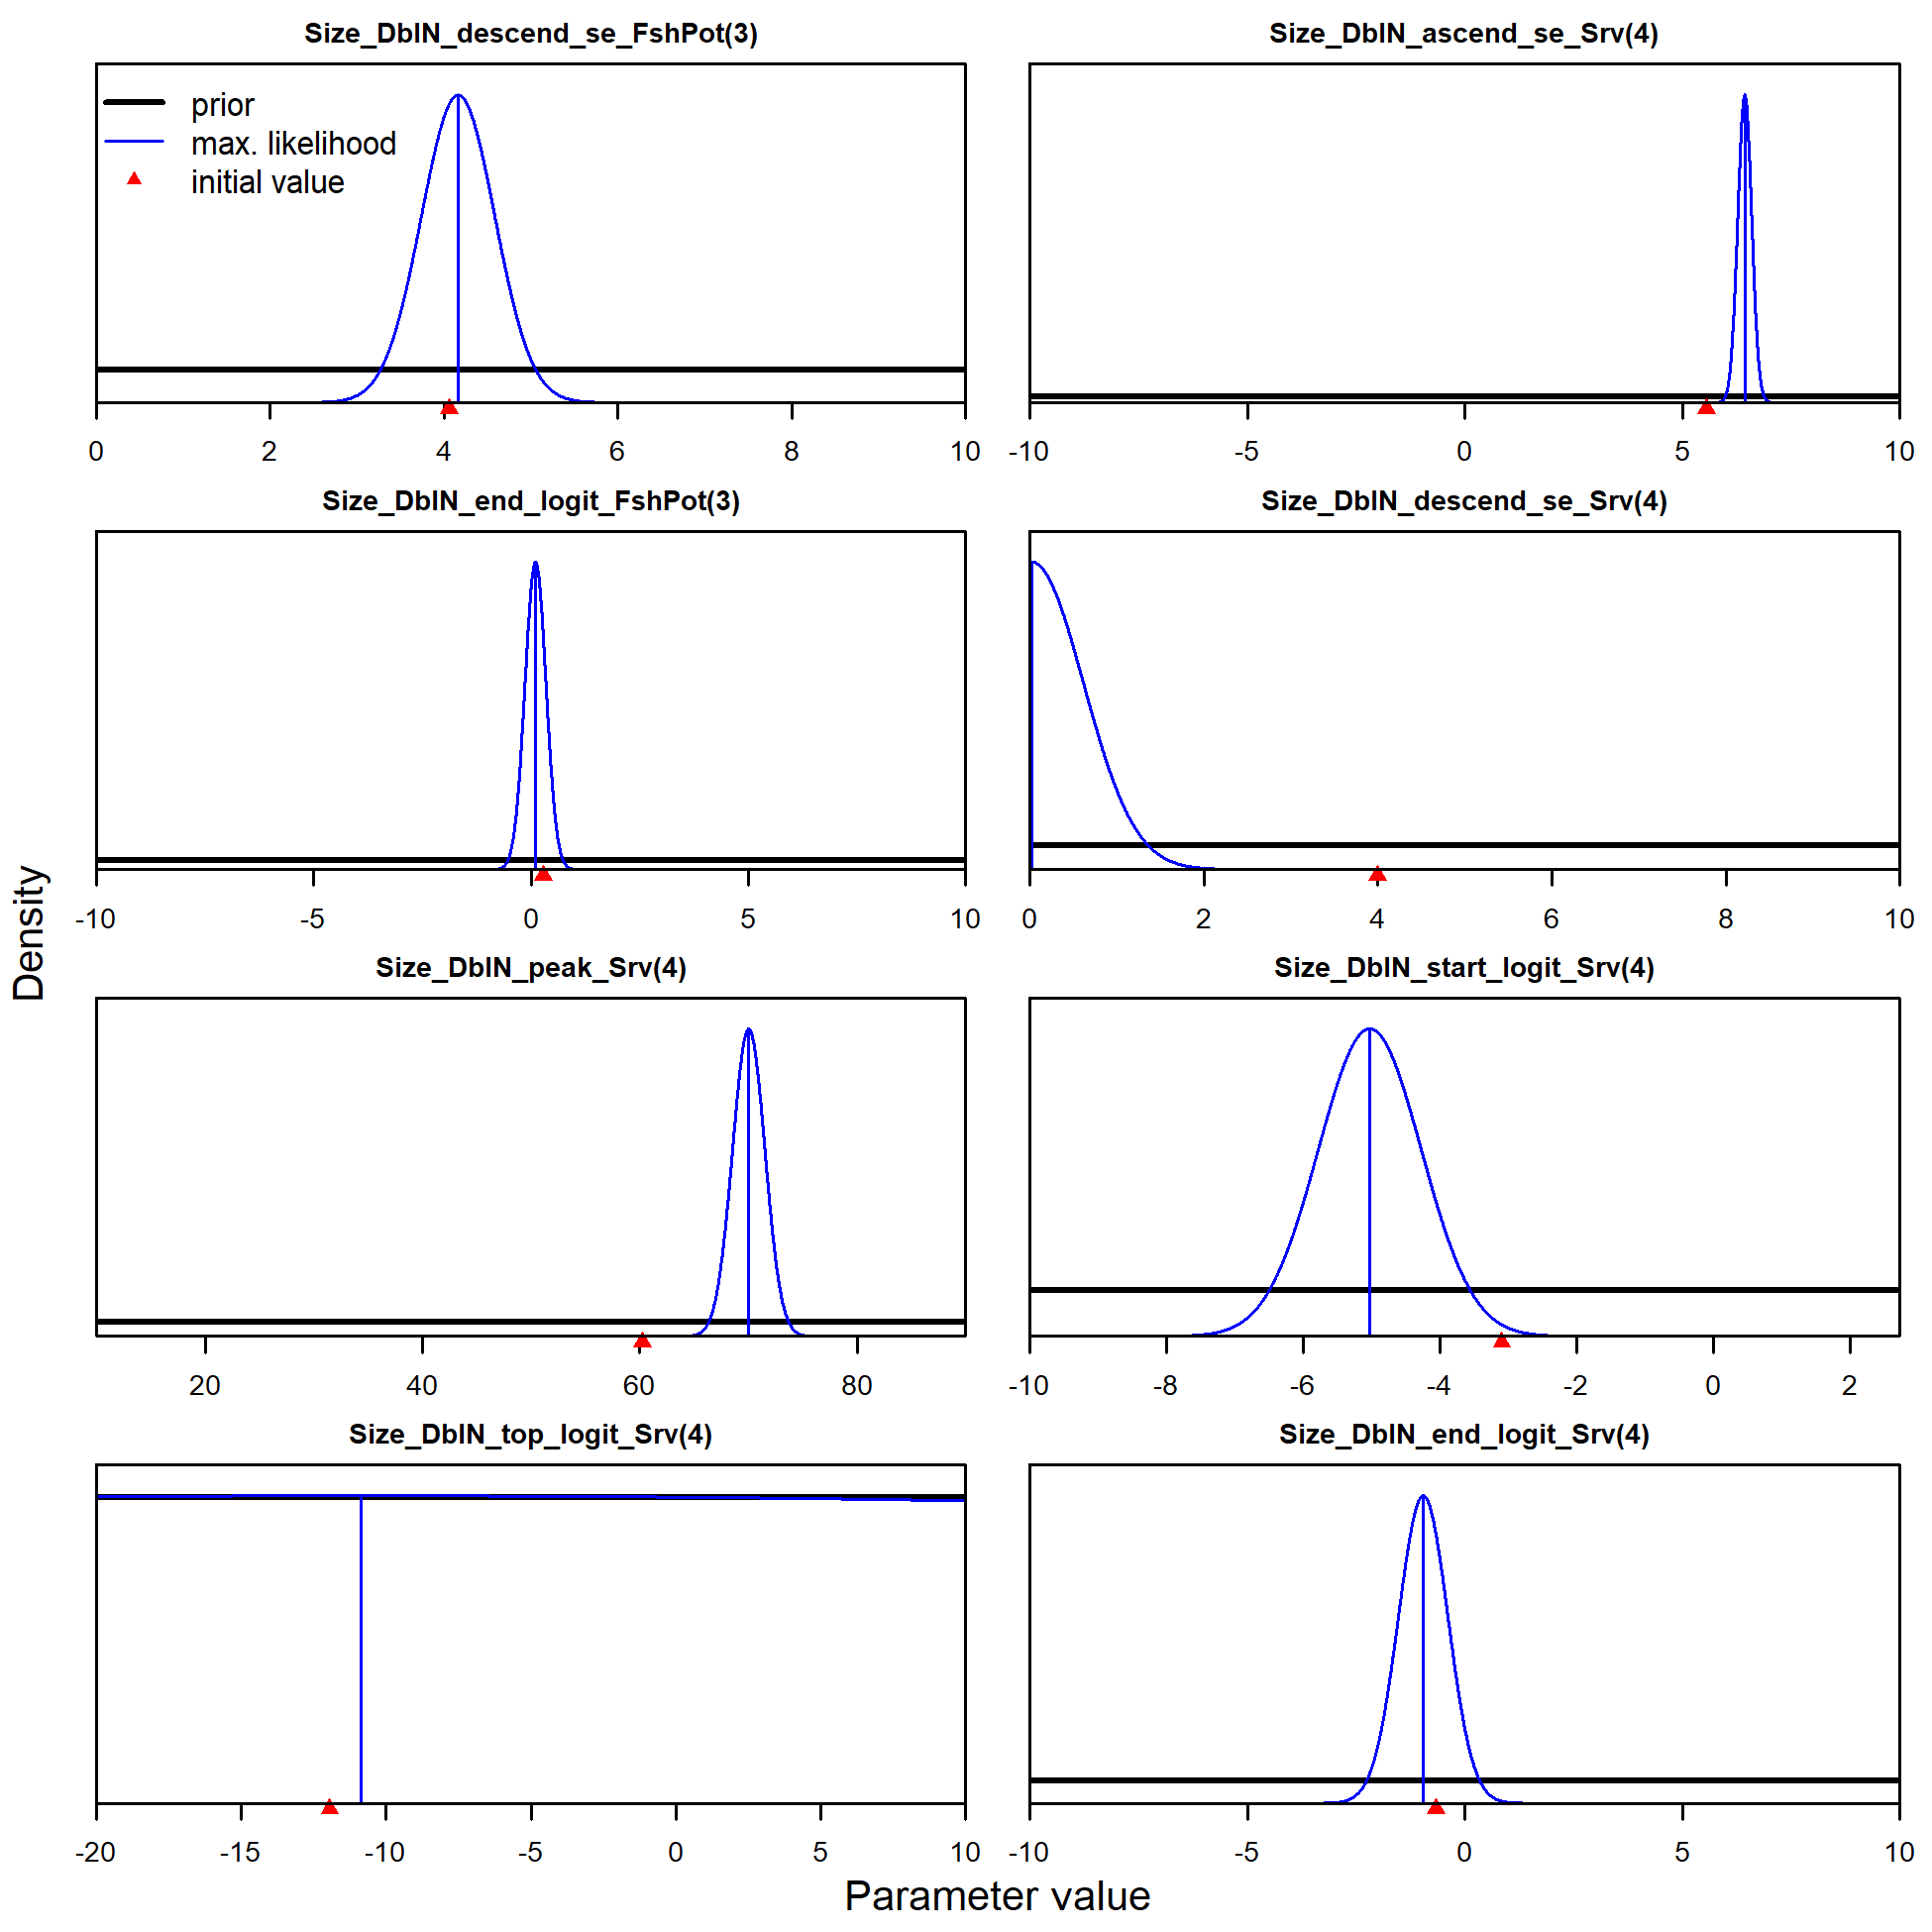 Size_DblN_descend_se_FshPot(3)
prior
max. likelihood
initial value
0 2 4 6 8 10
Size_DblN_ascend_se_Srv(4)
-10 -5 0 5 10
Size_DblN_end_logit_FshPot(3)
-10 -5 0 5 10
Size_DblN_descend_se_Srv(4)
0 2 4 6 8 10
Size_DblN_peak_Srv(4)
20 40 60 80
Size_DblN_start_logit_Srv(4)
-10 -8 -6 -4 -2 0 2
Size_DblN_top_logit_Srv(4)
-20 -15 -10 -5 0 5 10
Size_DblN_end_logit_Srv(4)
-10 -5 0 5 10
Density
Parameter value